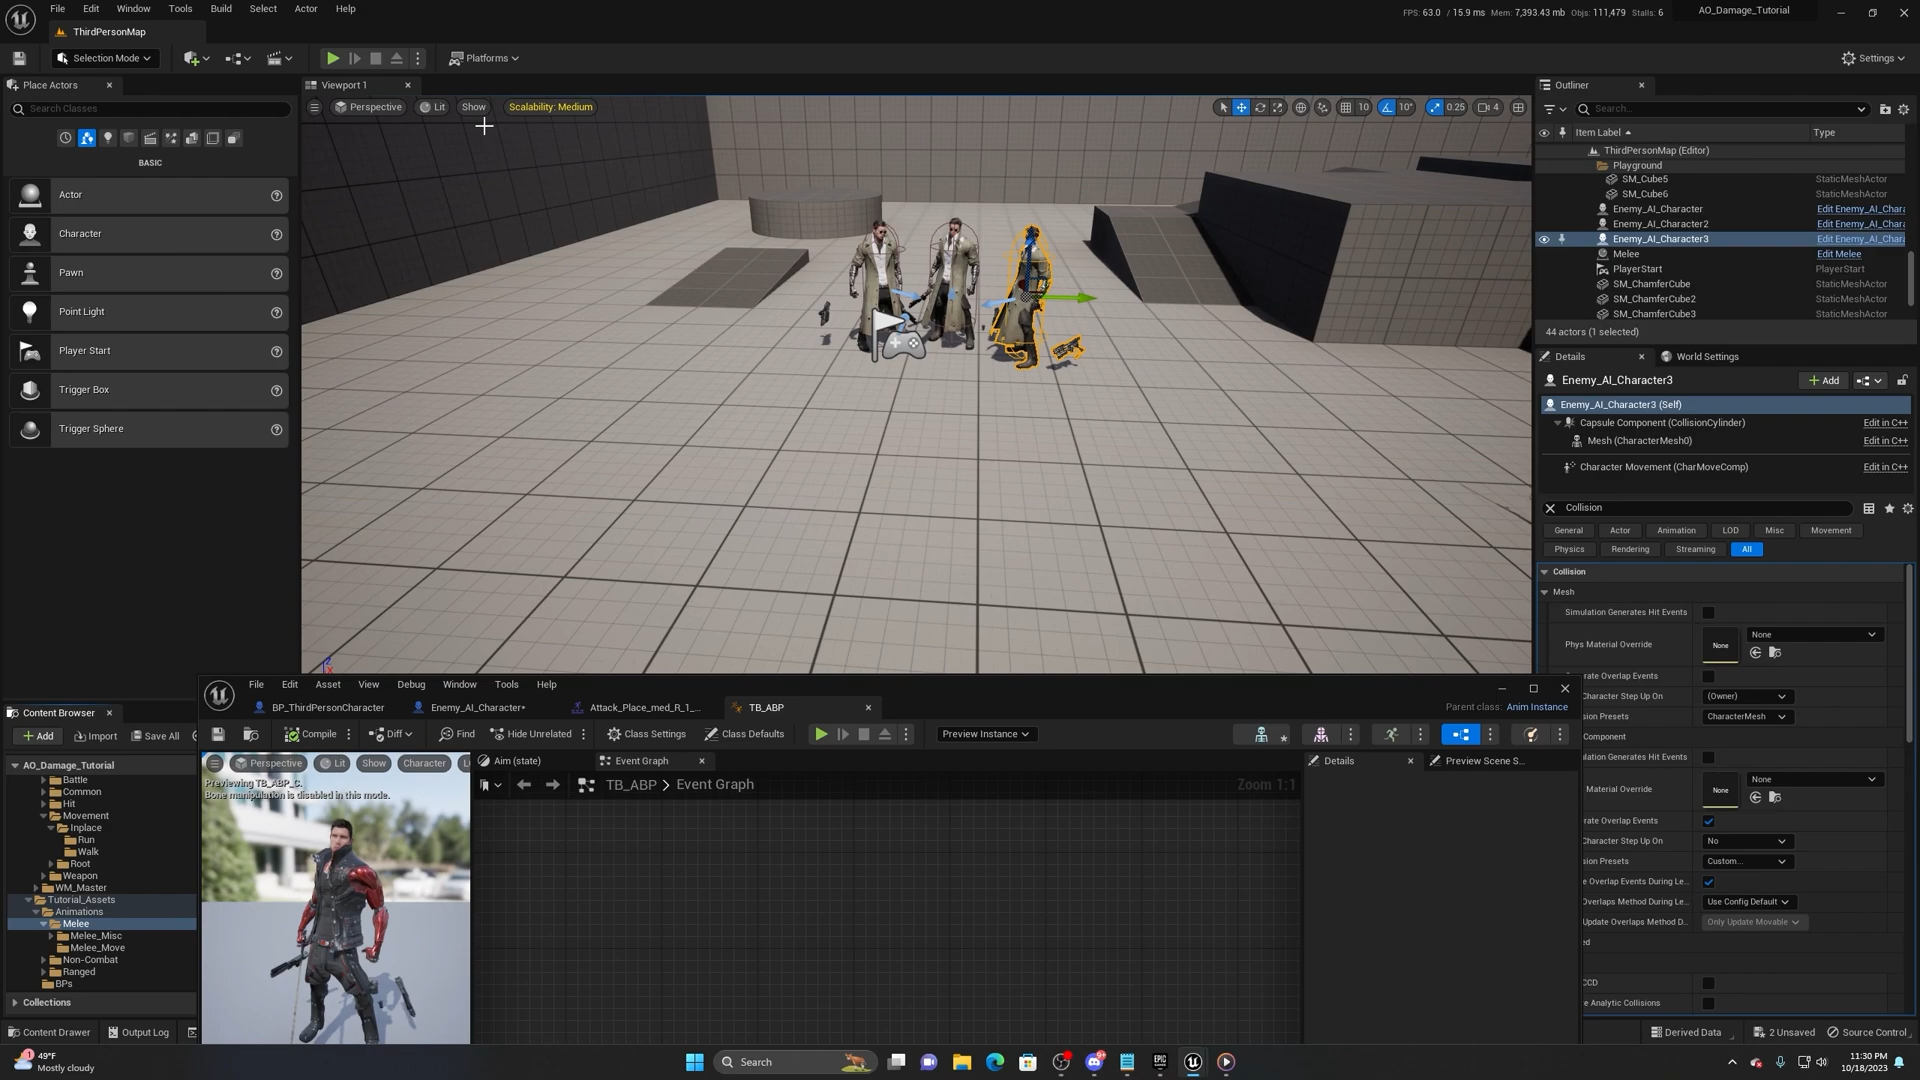 File Edit Window Tools Build Select Actor Help
FPS: 63.0 / 15.9 ms Mem: 7,393.43 mb Objs: 111,479 Stalls: 6
AO_Damage_Tutorial
ThirdPersonMap
Selection Mode
Platforms
Settings
Place Actors
Search Classes
BASIC
Actor
Character
Pawn
Point Light
Player Start
Trigger Box
Trigger Sphere
Viewport 1
Perspective Lit Show Scalability: Medium
10 10° 0.25 4
Outliner
Search...
Item Label Type
ThirdPersonMap (Editor)
Playground
SM_Cube5 StaticMeshActor
SM_Cube6 StaticMeshActor
Enemy_AI_Character Edit Enemy_AI_Chara
Enemy_AI_Character2 Edit Enemy_AI_Chara
Enemy_AI_Character3 Edit Enemy_AI_Chara
Melee Edit Melee
PlayerStart PlayerStart
SM_ChamferCube StaticMeshActor
SM_ChamferCube2 StaticMeshActor
SM_ChamferCube3 StaticMeshActor
44 actors (1 selected)
Details World Settings
Enemy_AI_Character3 Add
Enemy_AI_Character3 (Self)
Capsule Component (CollisionCylinder) Edit in C++
Mesh (CharacterMesh0) Edit in C++
Character Movement (CharMoveComp) Edit in C++
Collision
General Actor Animation LOD Misc Movement
Physics Rendering Streaming All
Collision
Mesh
Simulation Generates Hit Events
Phys Material Override None None
rate Overlap Events
Character Step Up On (Owner)
sion Presets CharacterMesh
Component
ulation Generates Hit Events
Material Override None None
rate Overlap Events
Character Step Up On No
sion Presets Custom...
e Overlap Events During Le...
Overlaps Method During Le... Use Config Default
Update Overlaps Method D... Only Update Movable
ed
CCD
e Analytic Collisions
Content Browser
Add Import Save All
AO_Damage_Tutorial
Battle
Common
Hit
Movement
Inplace
Run
Walk
Root
Weapon
WM_Master
Tutorial_Assets
Animations
Melee
Melee_Misc
Melee_Move
Non-Combat
Ranged
BPs
Collections
File Edit Asset View Debug Window Tools Help
BP_ThirdPersonCharacter Enemy_AI_Character• Attack_Place_med_R_1_... TB_ABP
Parent class: Anim Instance
Compile Diff Find Hide Unrelated Class Settings Class Defaults Preview Instance
Perspective Lit Show Character
Previewing TB_ABP_C.
Bone manipulation is disabled in this mode.
Aim (state) Event Graph
TB_ABP > Event Graph
Zoom 1:1
Details Preview Scene S...
Content Drawer Output Log
Derived Data 2 Unsaved Source Control
49°F
Mostly cloudy
Search
11:30 PM
10/18/2023